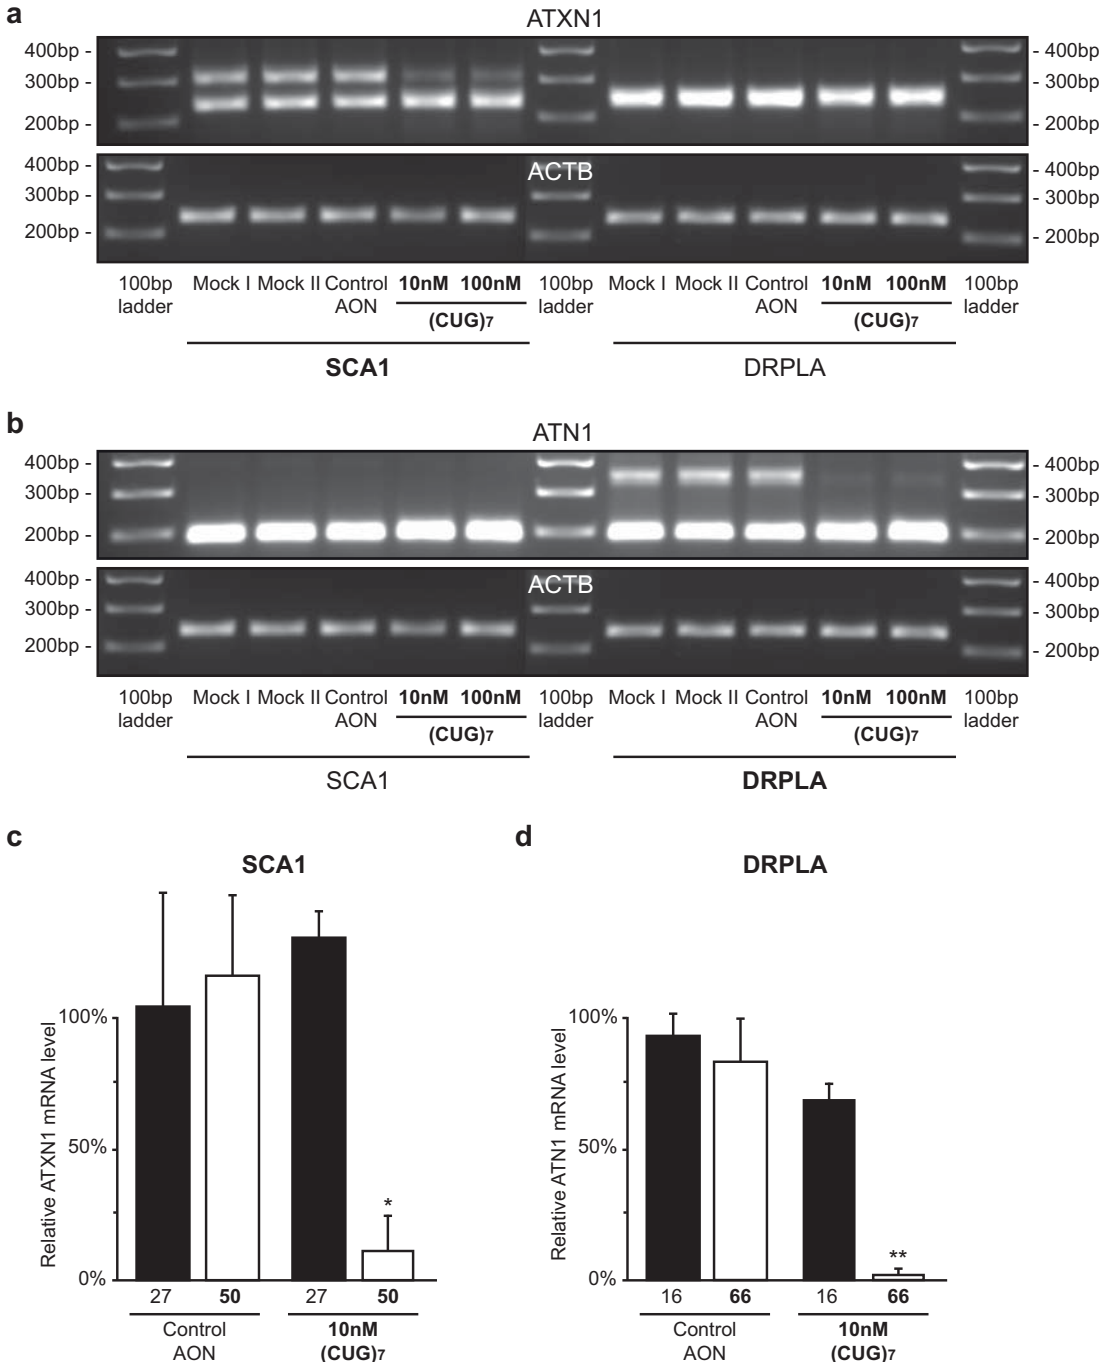 a
ATXN1
400bp - - 400bp
300bp - - 300bp
200bp - - 200bp
ACTB
400bp - - 400bp
300bp - - 300bp
200bp - - 200bp
100bp ladder Mock I Mock II Control AON 10nM 100nM 100bp ladder Mock I Mock II Control AON 10nM 100nM 100bp ladder
(CUG)7 (CUG)7
SCA1 DRPLA
b
ATN1
400bp - - 400bp
300bp - - 300bp
200bp - - 200bp
ACTB
400bp - - 400bp
300bp - - 300bp
200bp - - 200bp
100bp ladder Mock I Mock II Control AON 10nM 100nM 100bp ladder Mock I Mock II Control AON 10nM 100nM 100bp ladder
(CUG)7 (CUG)7
SCA1 DRPLA
c
SCA1
Relative ATXN1 mRNA level
100%
50%
0%
*
27 50 27 50
Control 10nM
AON (CUG)7
d
DRPLA
Relative ATN1 mRNA level
100%
50%
0%
**
16 66 16 66
Control 10nM
AON (CUG)7